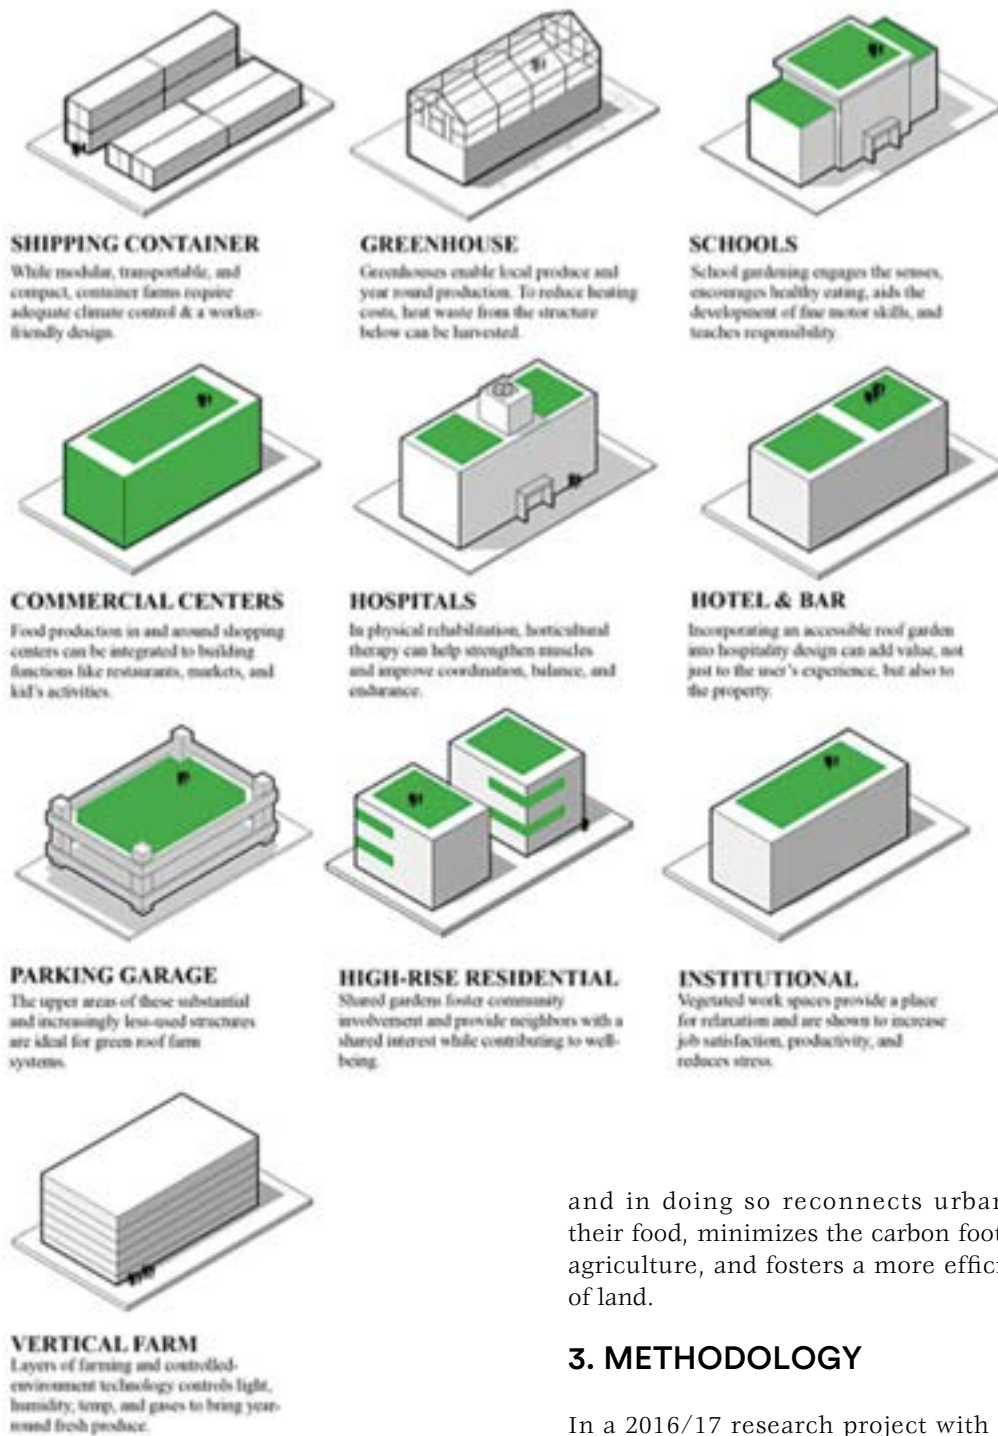 SHIPPING CONTAINER
While modular, transportable, and
compact, container farms require
adequate climate control & a worker-
friendly design.
GREENHOUSE
Greenhouses enable local produce and
year round production. To reduce heating
costs, heat waste from the structure
below can be harvested.
SCHOOLS
School gardening engages the senses,
encourages healthy eating, aids the
development of fine motor skills, and
teaches responsibility.
COMMERCIAL CENTERS
Food production in and around shopping
centers can be integrated to building
functions like restaurants, markets, and
kid's activities.
HOSPITALS
In physical rehabilitation, horticultural
therapy can help strengthen muscles
and improve coordination, balance, and
endurance.
HOTEL & BAR
Incorporating an accessible roof garden
into hospitality design can add value, not
just to the user's experience, but also to
the property.
PARKING GARAGE
The upper areas of these substantial
and increasingly less-used structures
are ideal for green roof farm
systems.
HIGH-RISE RESIDENTIAL
Shared gardens foster community
involvement and provide neighbors with a
shared interest while contributing to well-
being.
INSTITUTIONAL
Vegetated work spaces provide a place
for relaxation and are shown to increase
job satisfaction, productivity, and
reduces stress.
VERTICAL FARM
Layers of farming and controlled-
environment technology controls light,
humidity, temp, and gases to bring year-
round fresh produce.
and in doing so reconnects urban
their food, minimizes the carbon foot
agriculture, and fosters a more effici
of land.
3. METHODOLOGY
In a 2016/17 research project with